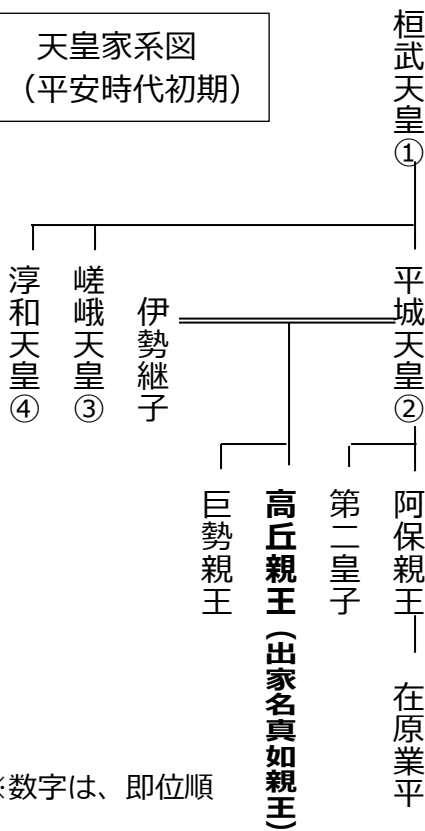 天皇家系図
（平安時代初期）
桓武天皇①
平城天皇②
伊勢継子
嵯峨天皇③
淳和天皇④
阿保親王
第二皇子
高丘親王（出家名真如親王）
巨勢親王
在原業平
※数字は、即位順